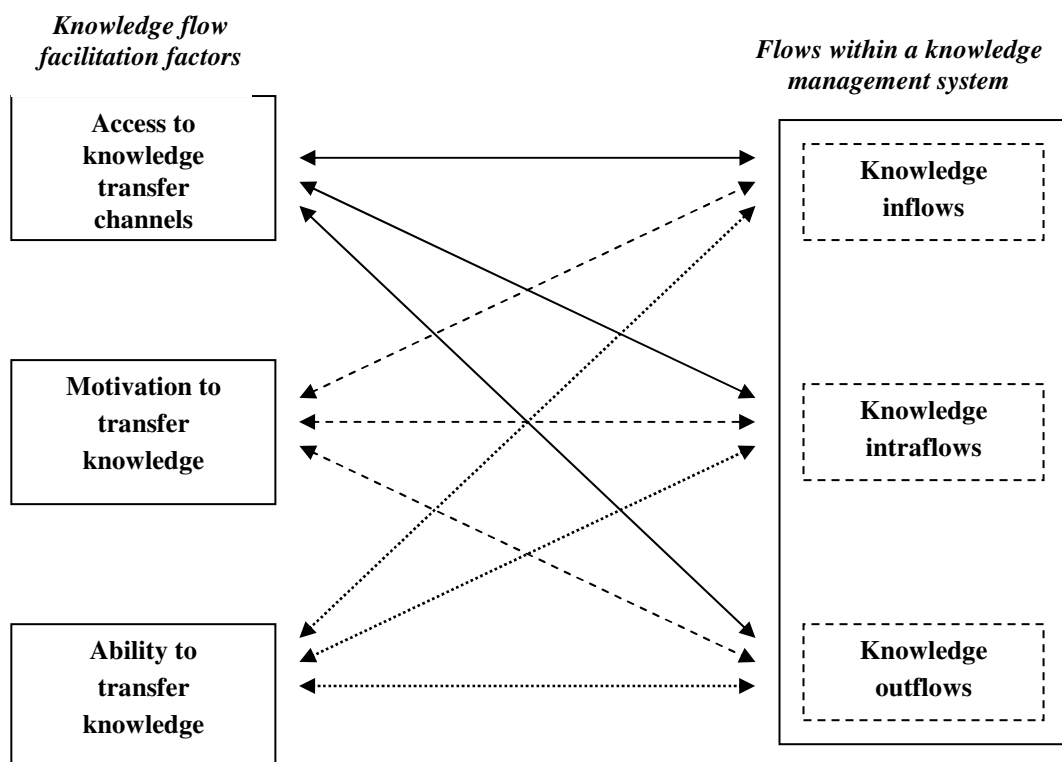 Knowledge flow
facilitation factors
Flows within a knowledge
management system
Access to
knowledge
transfer
channels
Knowledge
inflows
Motivation to
transfer
knowledge
Knowledge
intraflows
Ability to
transfer
knowledge
Knowledge
outflows